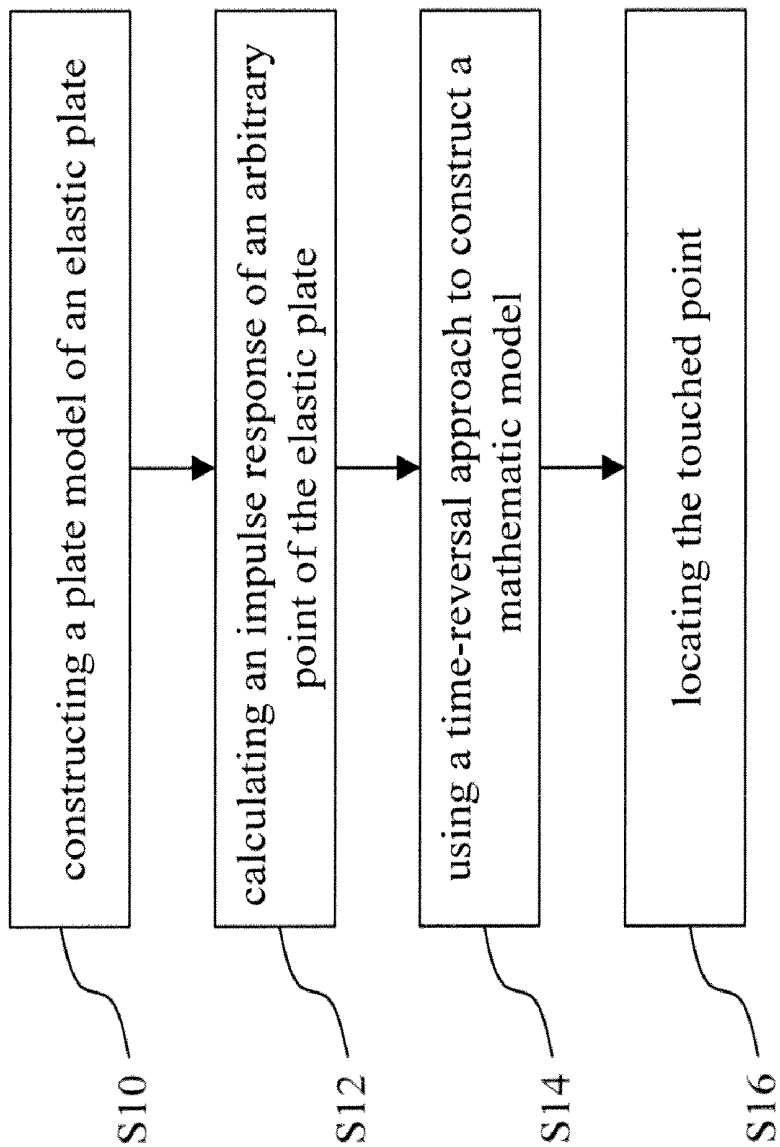 constructing a plate model of an elastic plate
S10
calculating an impulse response of an arbitrary
point of the elastic plate
S12
using a time-reversal approach to construct a
mathematic model
S14
locating the touched point
S16